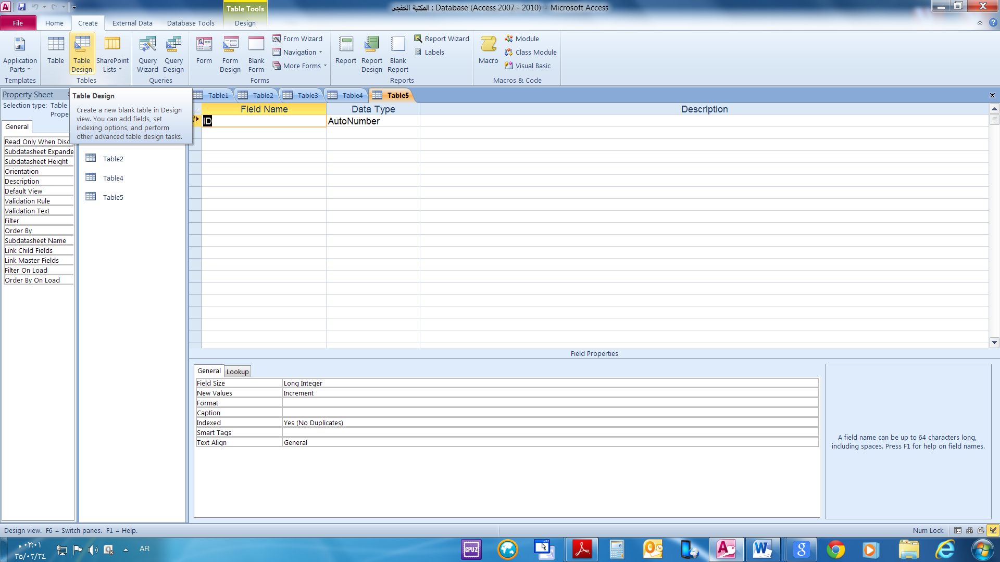 المكتبة الخفجي : Database (Access 2007 - 2010) - Microsoft Access
Table Tools
File
Home
Create
External Data
Database Tools
Design
Application Parts
Table
Table Design
SharePoint Lists
Query Wizard
Query Design
Form
Form Design
Blank Form
Form Wizard
Navigation
More Forms
Report
Report Design
Blank Report
Report Wizard
Labels
Macro
Module
Class Module
Visual Basic
Templates
Tables
Queries
Forms
Reports
Macros & Code
Property Sheet
Selection type: Table
Prope
General
Read Only When Disc
Subdatasheet Expande
Subdatasheet Height
Orientation
Description
Default View
Validation Rule
Validation Text
Filter
Order By
Subdatasheet Name
Link Child Fields
Link Master Fields
Filter On Load
Order By On Load
Table Design
Create a new blank table in Design
view. You can add fields, set
indexing options, and perform
other advanced table design tasks.
Table2
Table4
Table5
Table1
Table2
Table3
Table4
Table5
Field Name
Data Type
Description
ID
AutoNumber
Field Properties
General
Lookup
Field Size
Long Integer
New Values
Increment
Format
Caption
Indexed
Yes (No Duplicates)
Smart Tags
Text Align
General
A field name can be up to 64 characters long,
including spaces. Press F1 for help on field names.
Design view. F6 = Switch panes. F1 = Help.
Num Lock
٠٣:٠١ م
٣٥/٠٢/٢٤
AR
CPU-Z